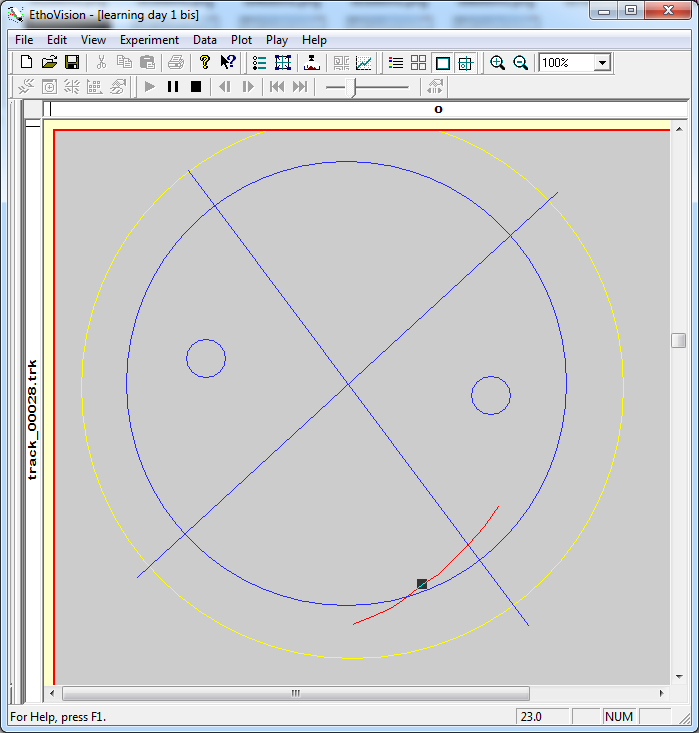 EthoVision - [learning day 1 bis]
File Edit View Experiment Data Plot Play Help
100%
o
track_00028.trk
For Help, press F1.
23.0
NUM